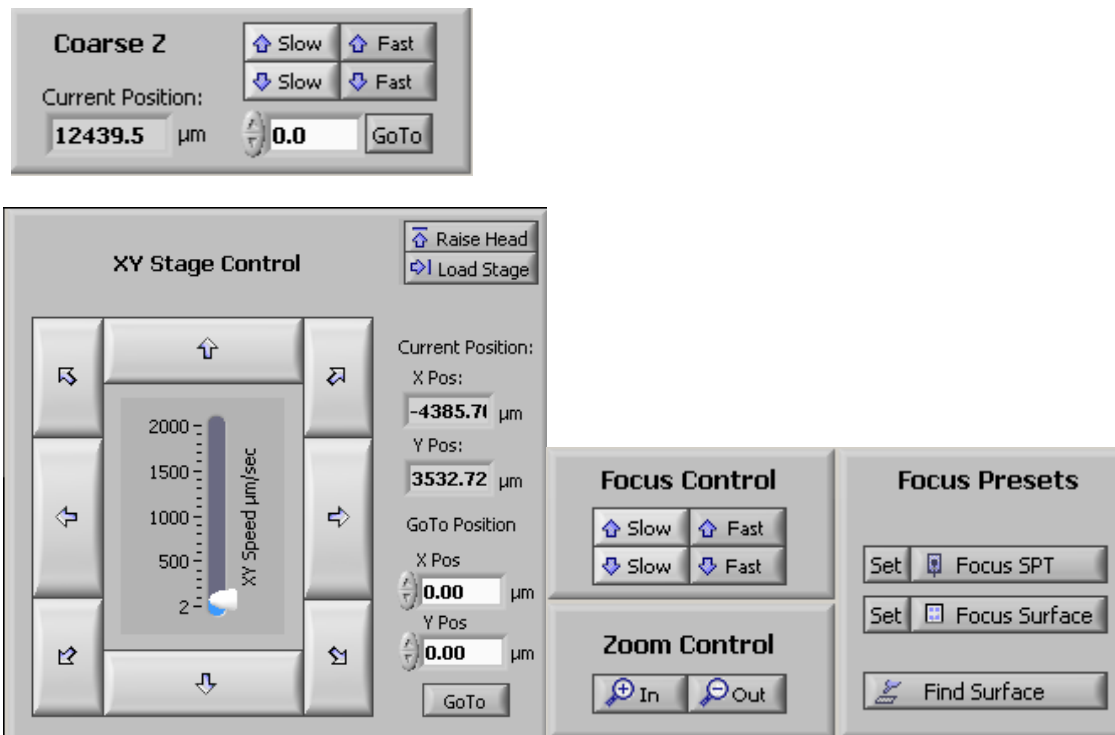 Coarse Z
Slow Fast
Slow Fast
Current Position:
12439.5 µm
0.0 GoTo
XY Stage Control
Raise Head
Load Stage
2000
1500
1000
500
2
XY Speed µm/sec
Current Position:
X Pos:
-4385.7 µm
Y Pos:
3532.72 µm
GoTo Position
X Pos
0.00 µm
Y Pos
0.00 µm
GoTo
Focus Control
Slow Fast
Slow Fast
Zoom Control
In Out
Focus Presets
Set Focus SPT
Set Focus Surface
Find Surface